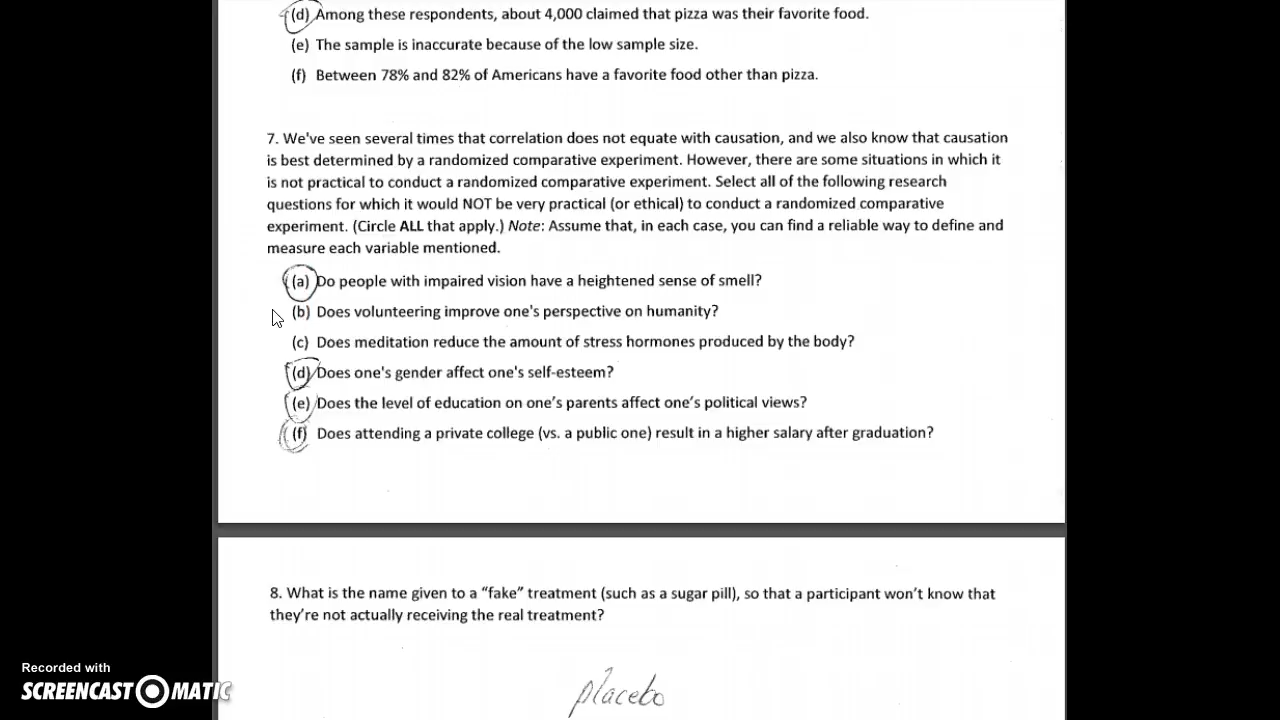 (d) Among these respondents, about 4,000 claimed that pizza was their favorite food.
(e) The sample is inaccurate because of the low sample size.
(f) Between 78% and 82% of Americans have a favorite food other than pizza.
7. We've seen several times that correlation does not equate with causation, and we also know that causation
is best determined by a randomized comparative experiment. However, there are some situations in which it
is not practical to conduct a randomized comparative experiment. Select all of the following research
questions for which it would NOT be very practical (or ethical) to conduct a randomized comparative
experiment. (Circle ALL that apply.) Note: Assume that, in each case, you can find a reliable way to define and
measure each variable mentioned.
(a) Do people with impaired vision have a heightened sense of smell?
(b) Does volunteering improve one's perspective on humanity?
(c) Does meditation reduce the amount of stress hormones produced by the body?
(d) Does one's gender affect one's self-esteem?
(e) Does the level of education on one's parents affect one's political views?
(f) Does attending a private college (vs. a public one) result in a higher salary after graduation?
8. What is the name given to a “fake” treatment (such as a sugar pill), so that a participant won't know that
they're not actually receiving the real treatment?
placebo
Recorded with
SCREENCAST MATIC